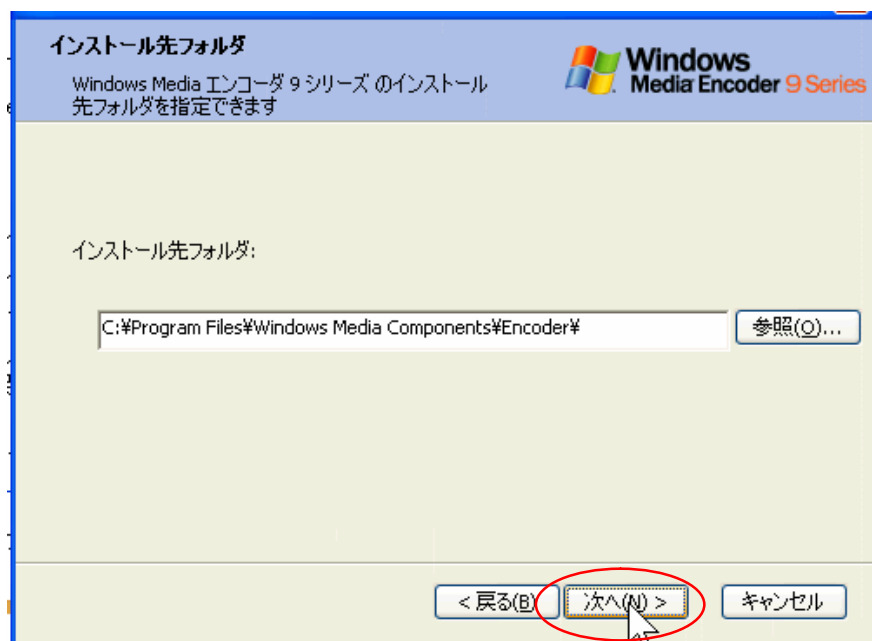 インストール先フォルダ
Windows Media エンコーダ 9 シリーズ のインストール
先フォルダを指定できます
Windows
Media Encoder 9 Series
インストール先フォルダ:
C:¥Program Files¥Windows Media Components¥Encoder¥
参照(O)...
< 戻る(B)
次へ(N) >
キャンセル